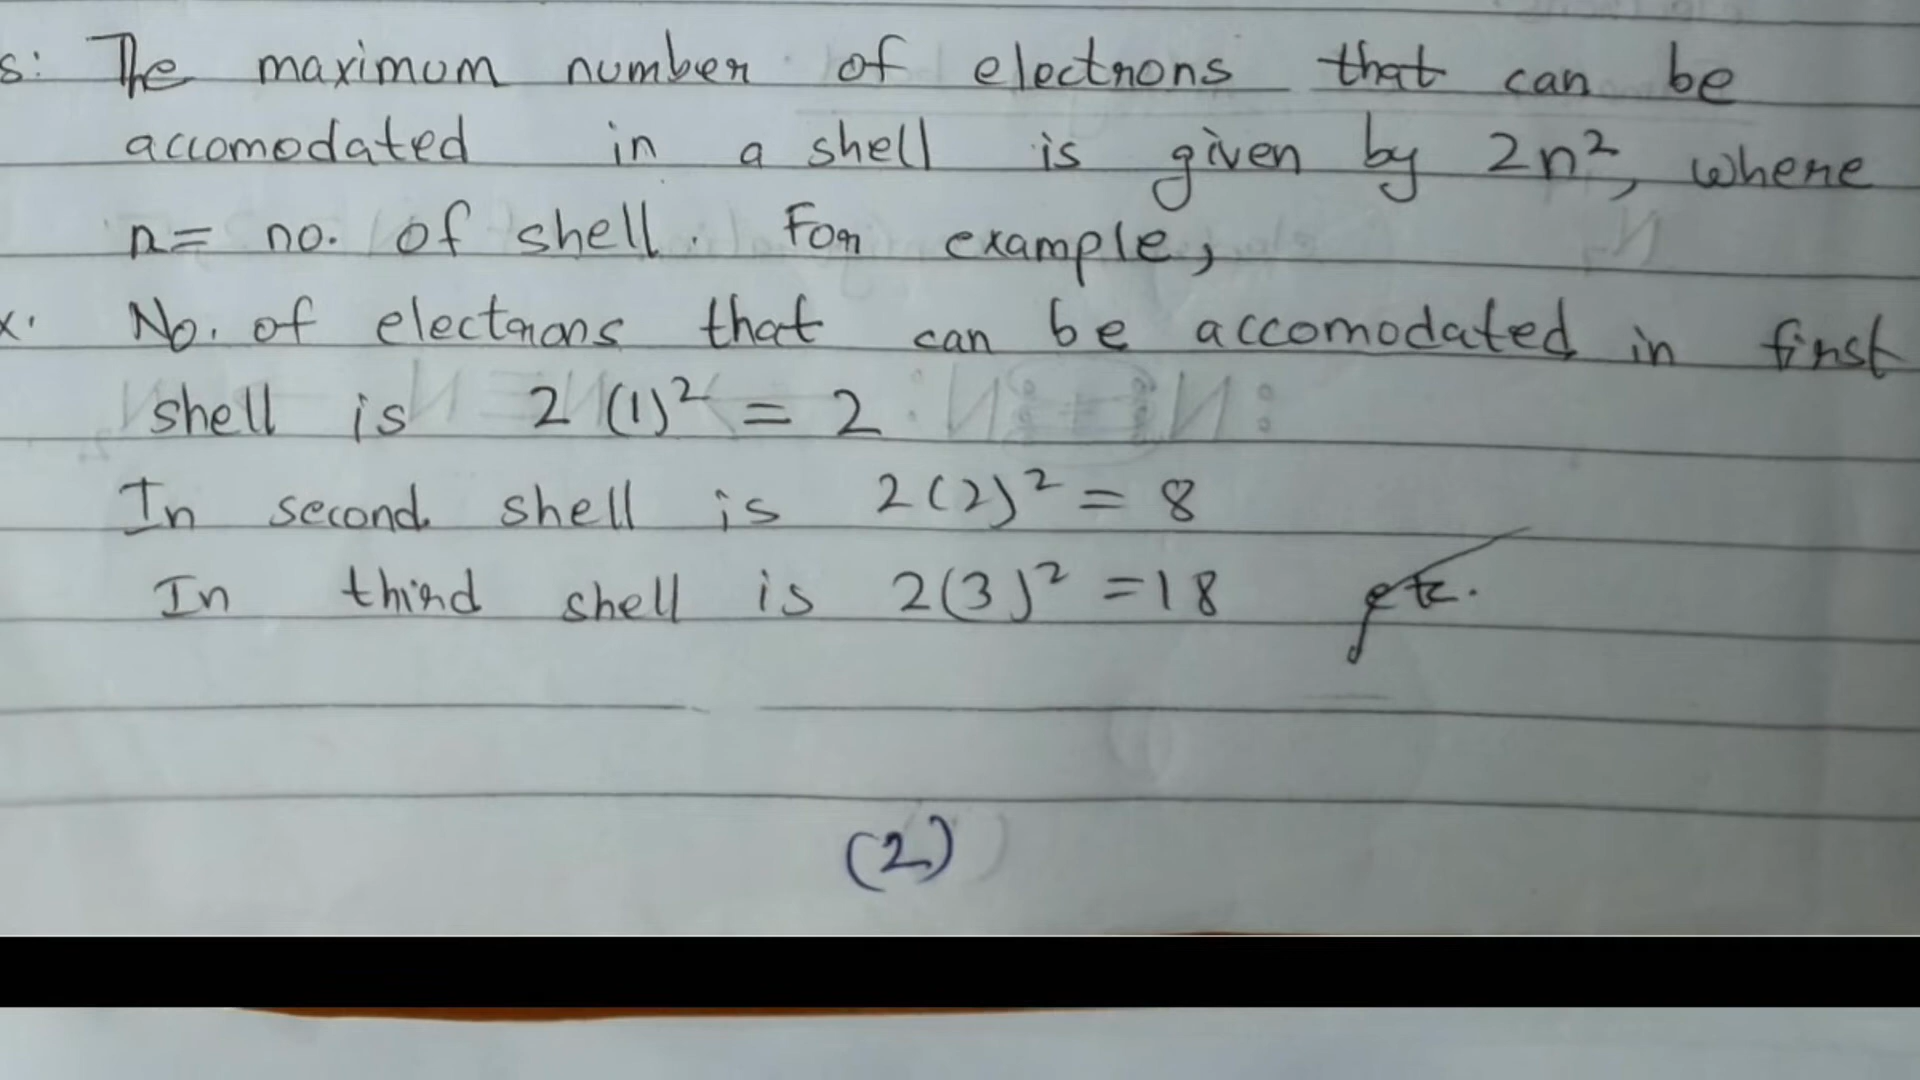 s: The maximum number of electrons that can be
accomodated in a shell is given by 2n², where
n= no. of shell. For example,
x. No. of electrons that can be accomodated in first
shell is 2 (1)² = 2
In second shell is 2(2)² = 8
In third shell is 2(3)² =18 etc.
(2)